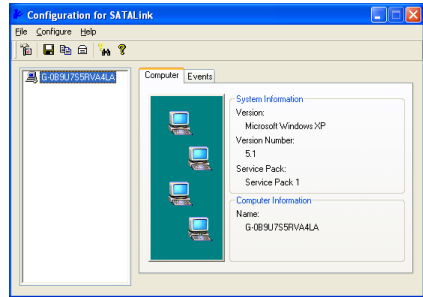 Configuration for SATALink
File Configure Help
G-0B9U7S5RVA4LA
Computer Events
System Information
Version:
Microsoft Windows XP
Version Number:
5.1
Service Pack:
Service Pack 1
Computer Information
Name:
G-0B9U7S5RVA4LA